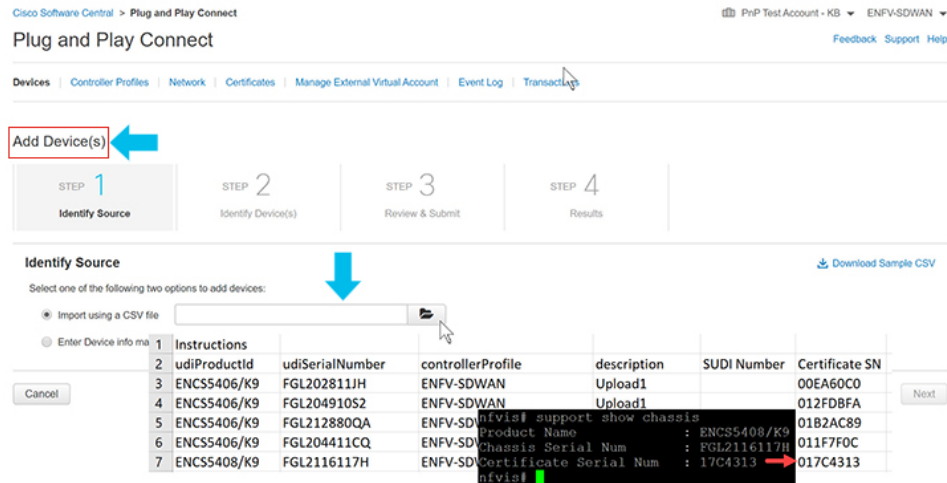 Cisco Software Central > Plug and Play Connect
PnP Test Account - KB ENFV-SDWAN
Plug and Play Connect
Feedback Support Help
Devices Controller Profiles Network Certificates Manage External Virtual Account Event Log Transactions
Add Device(s)
STEP 1 STEP 2 STEP 3 STEP 4
Identify Source Identify Device(s) Review & Submit Results
Identify Source
Download Sample CSV
Select one of the following two options to add devices:
Import using a CSV file
Enter Device info ma
Cancel
Next
1 Instructions
2 udiProductId udiSerialNumber controllerProfile description SUDI Number Certificate SN
3 ENCS5406/K9 FGL202811JH ENFV-SDWAN Upload1 00EA60C0
4 ENCS5406/K9 FGL204910S2 ENFV-SDWAN Upload1 012FDBFA
5 ENCS5406/K9 FGL212880QA ENFV-SDV 01B2AC89
6 ENCS5406/K9 FGL204411CQ ENFV-SDV 011F7F0C
7 ENCS5408/K9 FGL2116117H ENFV-SDV 017C4313
nfvis# support show chassis
Product Name : ENCS5408/K9
Chassis Serial Num : FGL2116117H
Certificate Serial Num : 17C4313
nfvis#